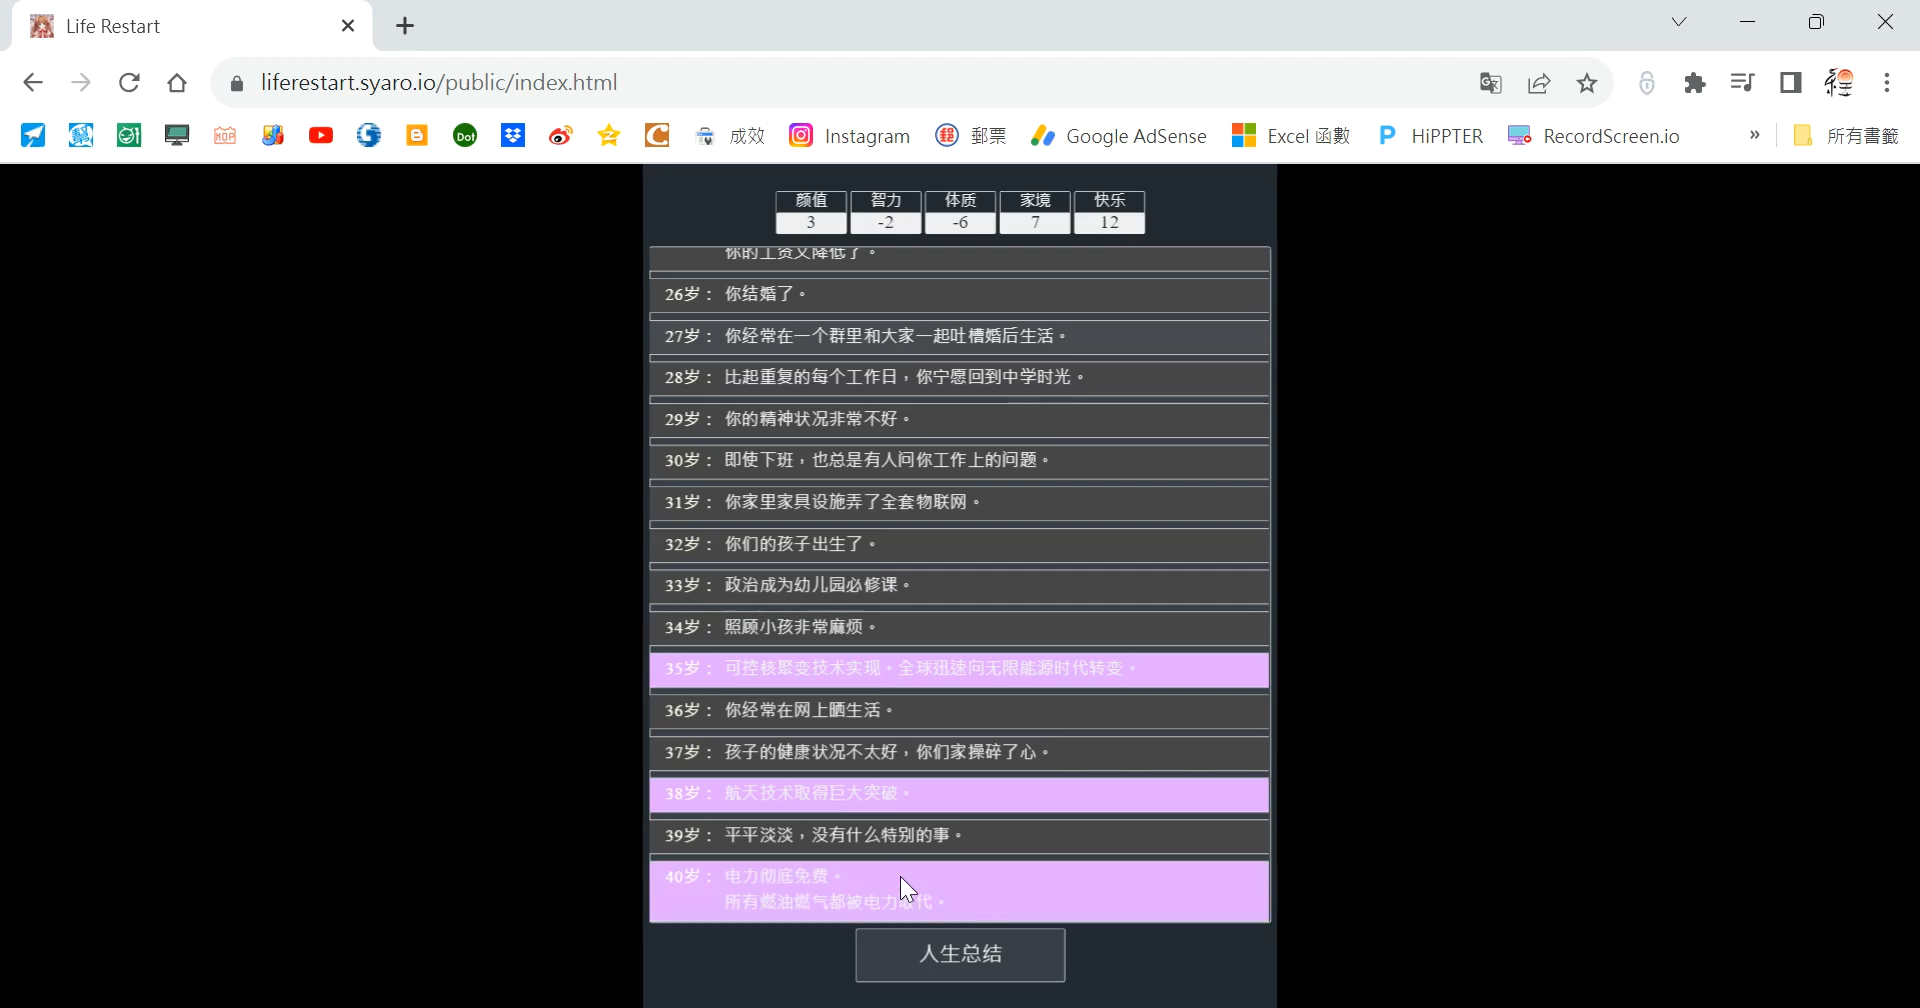 Life Restart
liferestart.syaro.io/public/index.html
成效 Instagram 郵票 Google AdSense Excel 函數 HiPPTER RecordScreen.io » 所有書籤
颜值 智力 体质 家境 快乐
3 -2 -6 7 12
你的工资又降低了。
26岁： 你结婚了。
27岁： 你经常在一个群里和大家一起吐槽婚后生活。
28岁： 比起重复的每个工作日，你宁愿回到中学时光。
29岁： 你的精神状况非常不好。
30岁： 即使下班，也总是有人问你工作上的问题。
31岁： 你家里家具设施弄了全套物联网。
32岁： 你们的孩子出生了。
33岁： 政治成为幼儿园必修课。
34岁： 照顾小孩非常麻烦。
35岁： 可控核聚变技术实现。全球迅速向无限能源时代转变。
36岁： 你经常在网上晒生活。
37岁： 孩子的健康状况不太好，你们家操碎了心。
38岁： 航天技术取得巨大突破。
39岁： 平平淡淡，没有什么特别的事。
40岁： 电力彻底免费。
所有燃油燃气都被电力取代。
人生总结